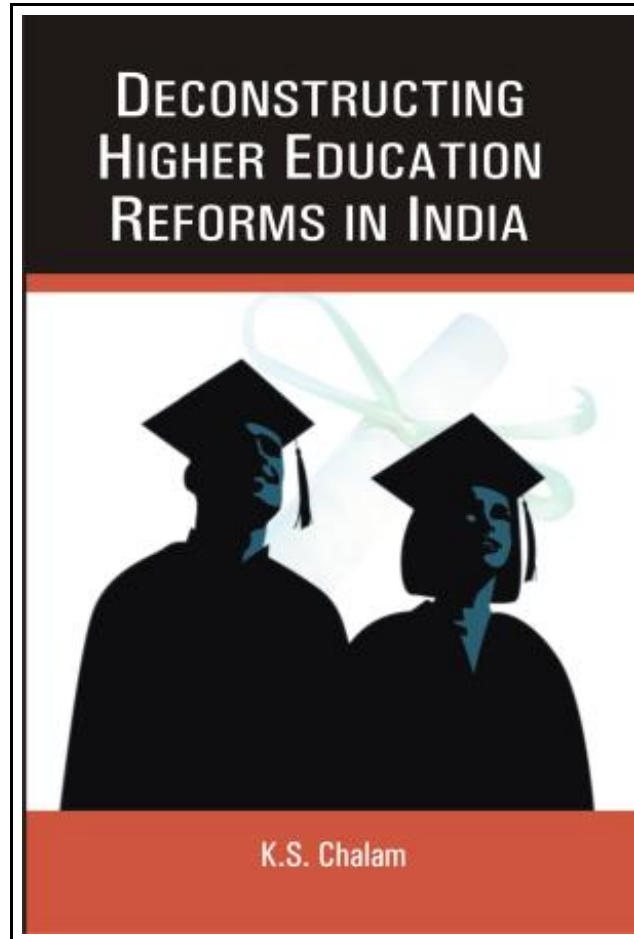 DECONSTRUCTING
HIGHER EDUCATION
REFORMS IN INDIA
K.S. Chalam